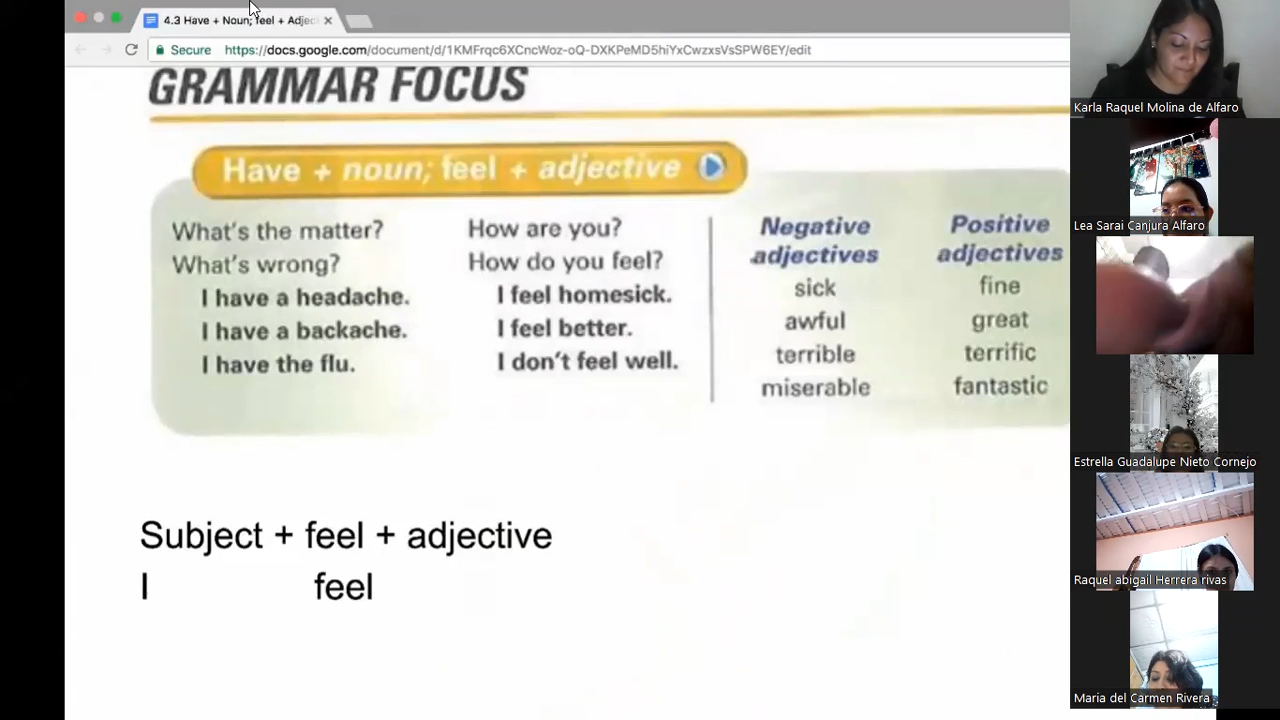 4.3 Have + Noun; feel + Adjec
Secure https://docs.google.com/document/d/1KMFrqc6XCncWoz-oQ-DXKPeMD5hiYxCwzxsVsSPW6EY/edit
GRAMMAR FOCUS
Have + noun; feel + adjective
What's the matter?
What's wrong?
I have a headache.
I have a backache.
I have the flu.
How are you?
How do you feel?
I feel homesick.
I feel better.
I don't feel well.
Negative
adjectives
sick
awful
terrible
miserable
Positive
adjectives
fine
great
terrific
fantastic
Subject + feel + adjective
I feel
Karla Raquel Molina de Alfaro
Lea Sarai Canjura Alfaro
Estrella Guadalupe Nieto Cornejo
Raquel abigail Herrera rivas
Maria del Carmen Rivera